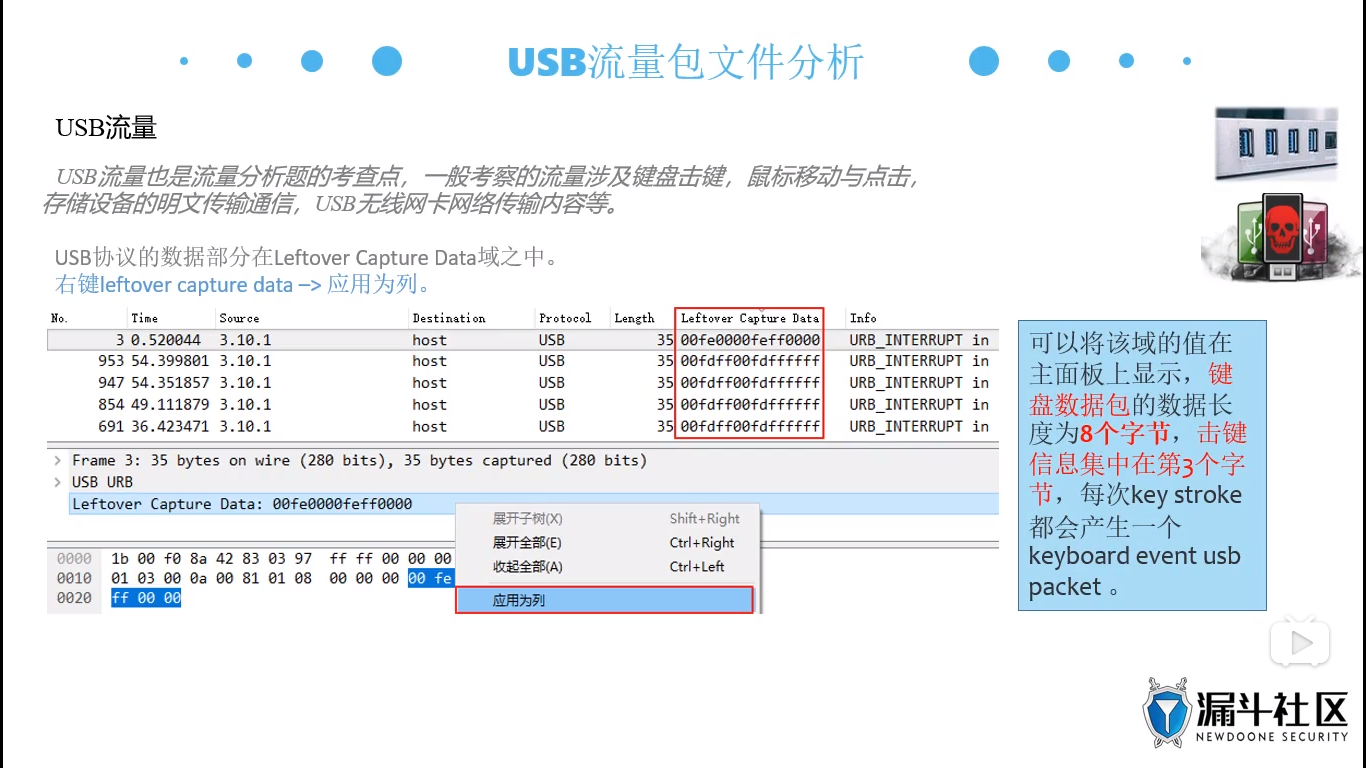 USB流量包文件分析
USB流量
USB流量也是流量分析题的考查点，一般考察的流量涉及键盘击键，鼠标移动与点击，
存储设备的明文传输通信，USB无线网卡网络传输内容等。
USB协议的数据部分在Leftover Capture Data域之中。
右键leftover capture data –> 应用为列。
No. Time Source Destination Protocol Length Leftover Capture Data Info
3 0.520044 3.10.1 host USB 35 00fe0000feff0000 URB_INTERRUPT in
953 54.399801 3.10.1 host USB 35 00fdff00fdffffff URB_INTERRUPT in
947 54.351857 3.10.1 host USB 35 00fdff00fdffffff URB_INTERRUPT in
854 49.111879 3.10.1 host USB 35 00fdff00fdffffff URB_INTERRUPT in
691 36.423471 3.10.1 host USB 35 00fdff00fdffffff URB_INTERRUPT in
Frame 3: 35 bytes on wire (280 bits), 35 bytes captured (280 bits)
USB URB
Leftover Capture Data: 00fe0000feff0000
展开子树(X) Shift+Right
展开全部(E) Ctrl+Right
收起全部(A) Ctrl+Left
应用为列
0000 1b 00 f0 8a 42 83 03 97 ff ff 00 00 00
0010 01 03 00 0a 00 81 01 08 00 00 00 00 fe
0020 ff 00 00
可以将该域的值在
主面板上显示，键
盘数据包的数据长
度为8个字节，击键
信息集中在第3个字
节，每次key stroke
都会产生一个
keyboard event usb
packet 。
漏斗社区
NEWDOONE SECURITY